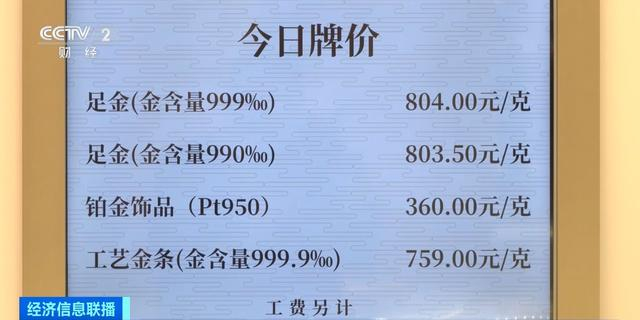 CCTV 2
财经
今日牌价
足金(金含量999‰) 804.00元/克
足金(金含量990‰) 803.50元/克
铂金饰品（Pt950） 360.00元/克
工艺金条(金含量999.9‰) 759.00元/克
工费另计
经济信息联播